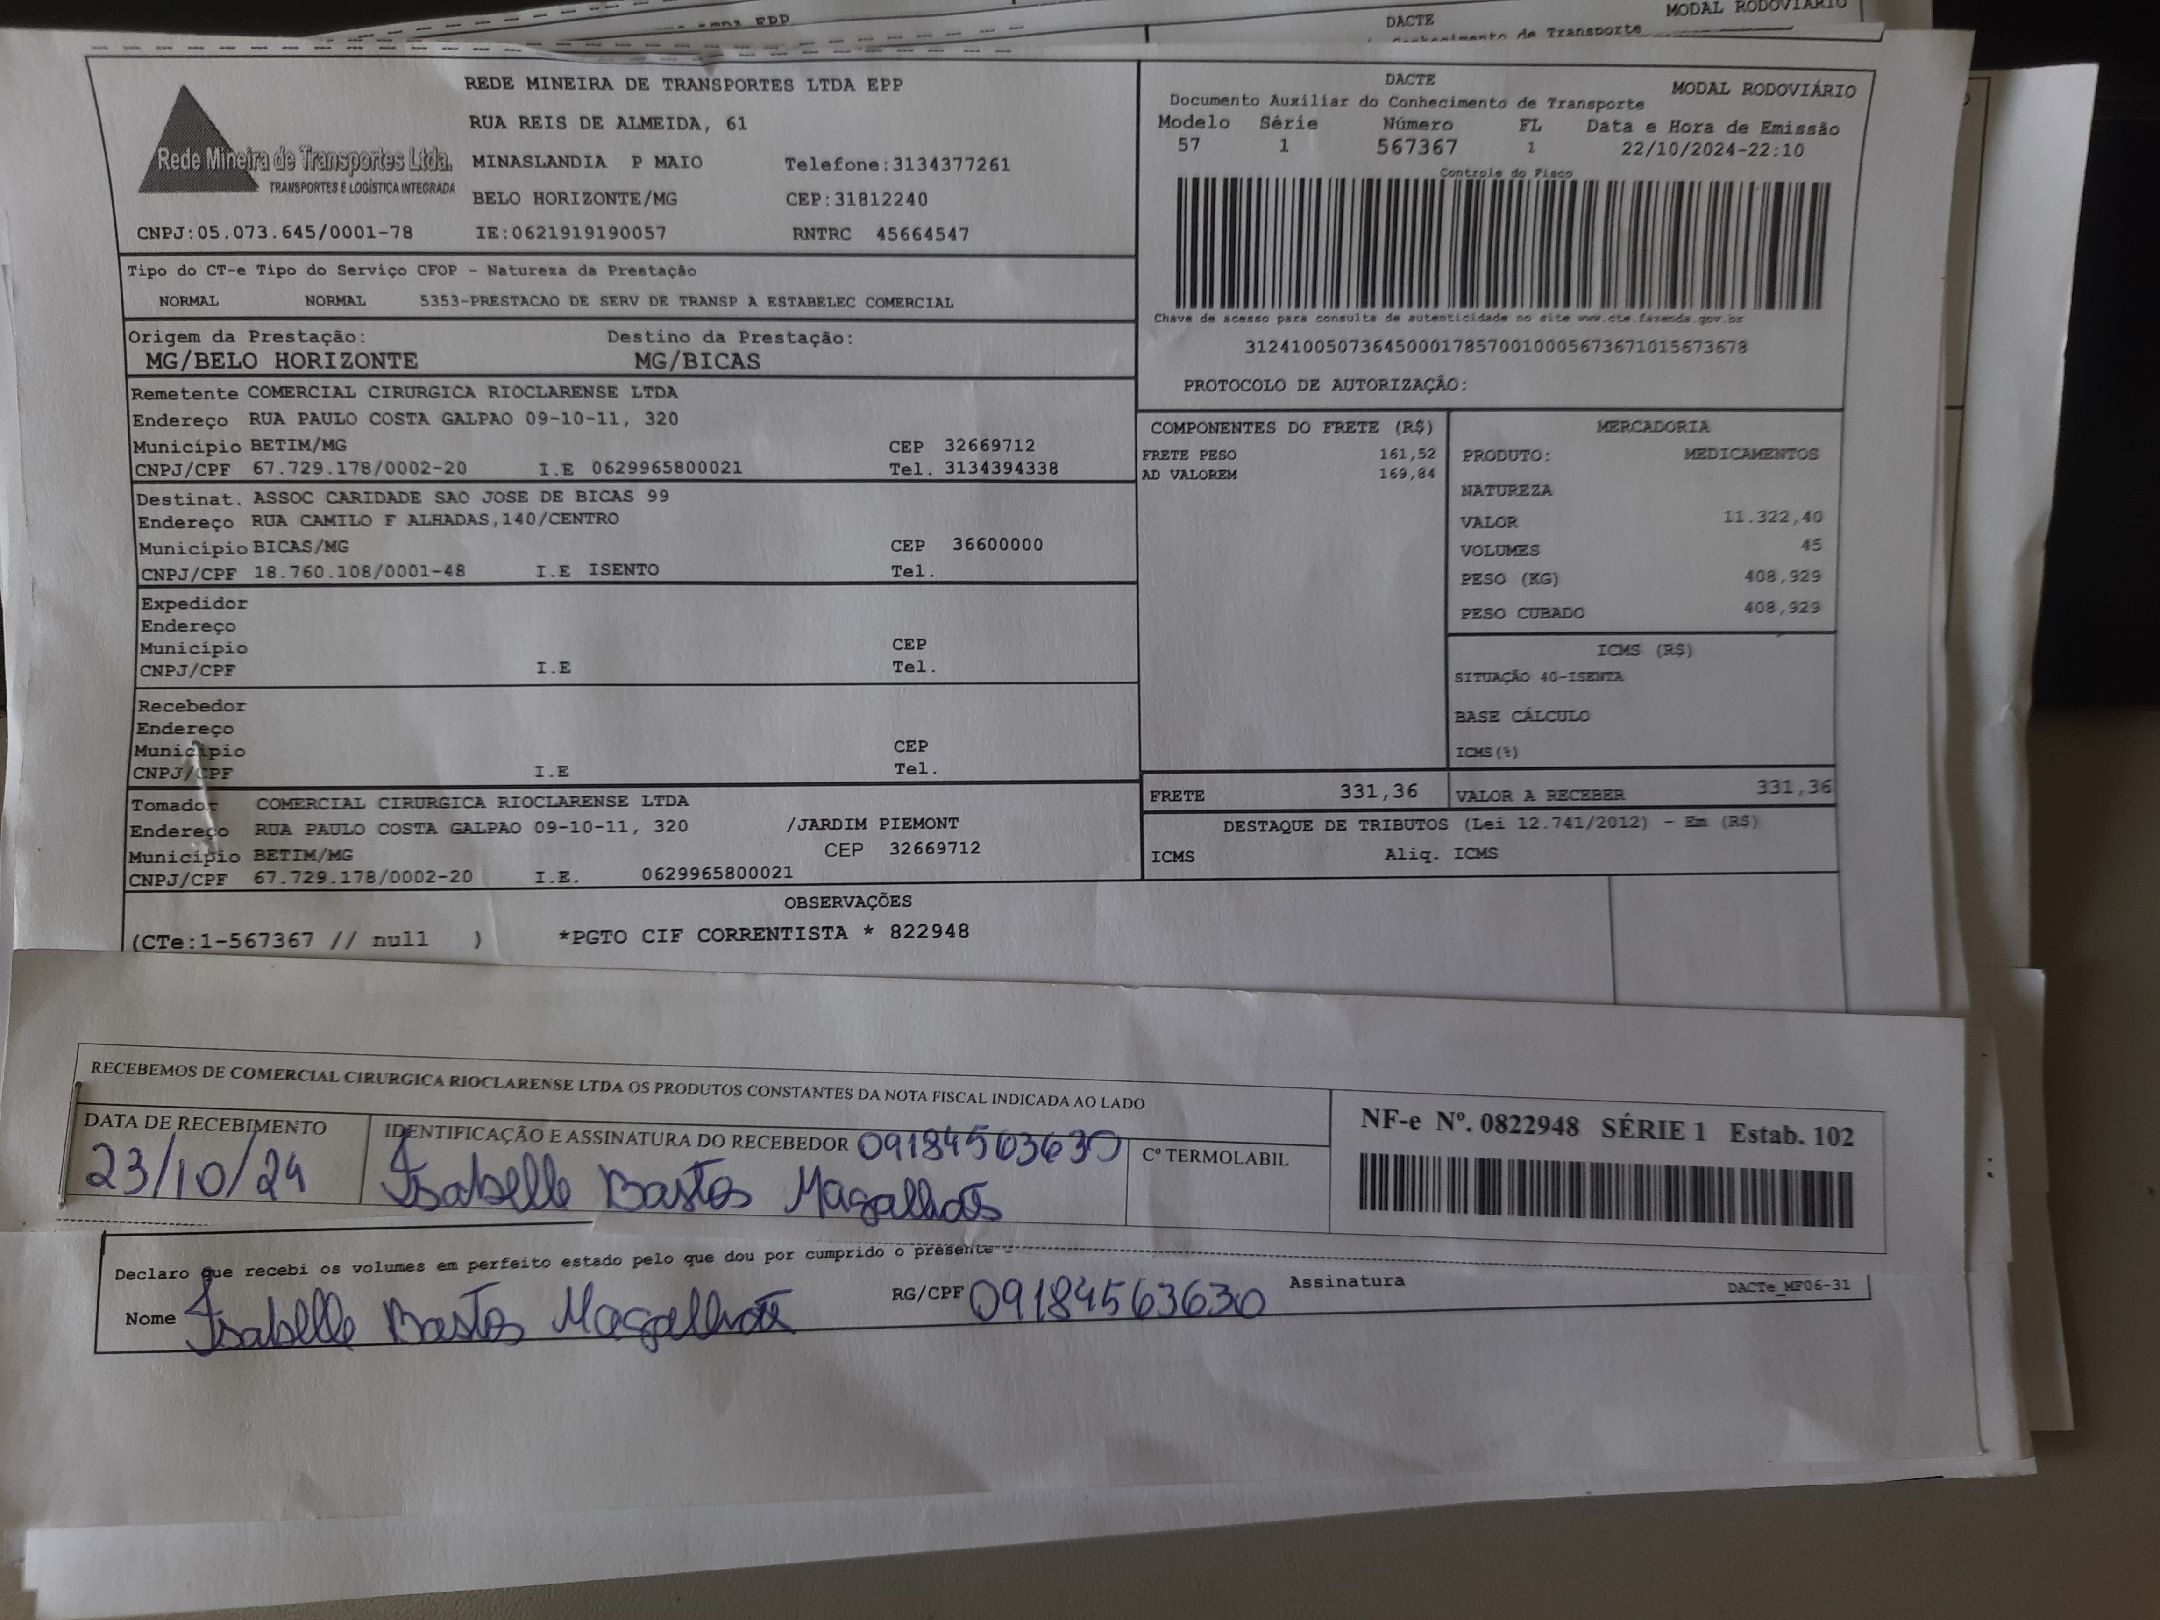 MPDA EPP
DACTE
MODAL RODOVIÁRIO
Conhecimento de Transporte
Rede Mineira de Transportes Ltda.
TRANSPORTES E LOGÍSTICA INTEGRADA
REDE MINEIRA DE TRANSPORTES LTDA EPP
RUA REIS DE ALMEIDA, 61
MINASLANDIA P MAIO Telefone:3134377261
BELO HORIZONTE/MG CEP:31812240
CNPJ:05.073.645/0001-78 IE:0621919190057 RNTRC 45664547
DACTE MODAL RODOVIÁRIO
Documento Auxiliar do Conhecimento de Transporte
Modelo Série Número FL Data e Hora de Emissão
57 1 567367 1 22/10/2024-22:10
Controle do Fisco
Chave de acesso para consulta de autenticidade no site www.cte.fazenda.gov.br
31241005073645000178570010005673671015673678
PROTOCOLO DE AUTORIZAÇÃO:
Tipo do CT-e Tipo do Serviço CFOP - Natureza da Prestação
NORMAL NORMAL 5353-PRESTACAO DE SERV DE TRANSP A ESTABELEC COMERCIAL
Origem da Prestação: Destino da Prestação:
MG/BELO HORIZONTE MG/BICAS
Remetente COMERCIAL CIRURGICA RIOCLARENSE LTDA
Endereço RUA PAULO COSTA GALPAO 09-10-11, 320
Município BETIM/MG CEP 32669712
CNPJ/CPF 67.729.178/0002-20 I.E 0629965800021 Tel. 3134394338
Destinat. ASSOC CARIDADE SAO JOSE DE BICAS 99
Endereço RUA CAMILO F ALHADAS,140/CENTRO
Município BICAS/MG CEP 36600000
CNPJ/CPF 18.760.108/0001-48 I.E ISENTO Tel.
Expedidor
Endereço
Município CEP
CNPJ/CPF I.E Tel.
Recebedor
Endereço
Município CEP
CNPJ/CPF I.E Tel.
Tomador COMERCIAL CIRURGICA RIOCLARENSE LTDA
Endereço RUA PAULO COSTA GALPAO 09-10-11, 320 /JARDIM PIEMONT
Município BETIM/MG CEP 32669712
CNPJ/CPF 67.729.178/0002-20 I.E. 0629965800021
COMPONENTES DO FRETE (R$)
FRETE PESO 161,52
AD VALOREM 169,84
MERCADORIA
PRODUTO: MEDICAMENTOS
NATUREZA
VALOR 11.322,40
VOLUMES 45
PESO (KG) 408,929
PESO CUBADO 408,929
ICMS (R$)
SITUAÇÃO 40-ISENTA
BASE CÁLCULO
ICMS(%)
FRETE 331,36 VALOR A RECEBER 331,36
DESTAQUE DE TRIBUTOS (Lei 12.741/2012) - Em (R$)
ICMS Aliq. ICMS
OBSERVAÇÕES
(CTe:1-567367 // null ) *PGTO CIF CORRENTISTA * 822948
RECEBEMOS DE COMERCIAL CIRURGICA RIOCLARENSE LTDA OS PRODUTOS CONSTANTES DA NOTA FISCAL INDICADA AO LADO
DATA DE RECEBIMENTO IDENTIFICAÇÃO E ASSINATURA DO RECEBEDOR 09184563630 Cº TERMOLABIL
23/10/24 Isabelle Bastos Magalhães
NF-e Nº. 0822948 SÉRIE 1 Estab. 102
Declaro que recebi os volumes em perfeito estado pelo que dou por cumprido o presente
Nome Isabelle Bastos Magalhães RG/CPF 09184563630 Assinatura DACTe_MF06-31